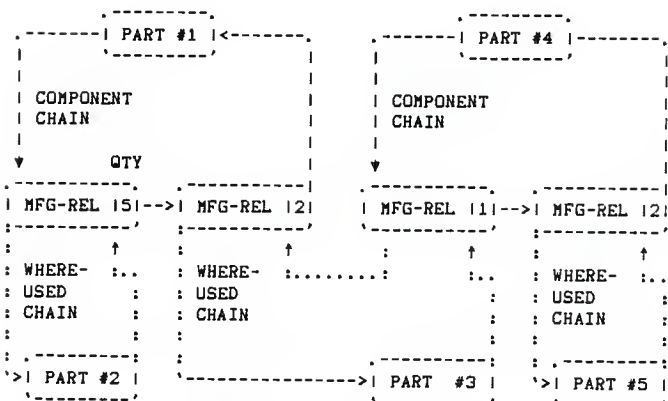 PART #1 PART #4
COMPONENT COMPONENT
CHAIN CHAIN
QTY
MFG-REL 5 MFG-REL 2 MFG-REL 1 MFG-REL 2
WHERE- WHERE- WHERE-
USED USED USED
CHAIN CHAIN CHAIN
PART #2 PART #3 PART #5